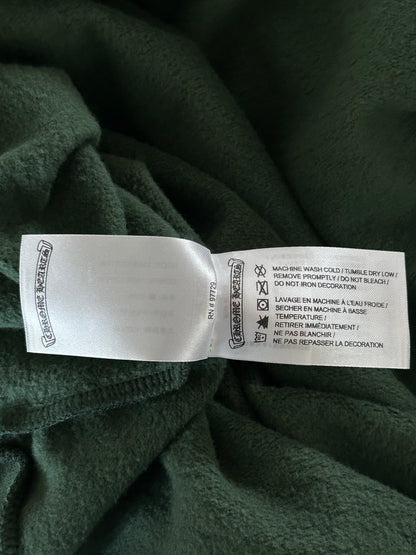 CHROME HEARTS
RN # 97729
CHROME HEARTS
MACHINE WASH COLD / TUMBLE DRY LOW /
REMOVE PROMPTLY / DO NOT BLEACH /
DO NOT IRON DECORATION
LAVAGE EN MACHINE À L'EAU FROIDE /
SECHER EN MACHINE À BASSE
TEMPERATURE /
RETIRER IMMÉDIATEMENT /
NE PAS BLANCHIR /
NE PAS REPASSER LA DECORATION